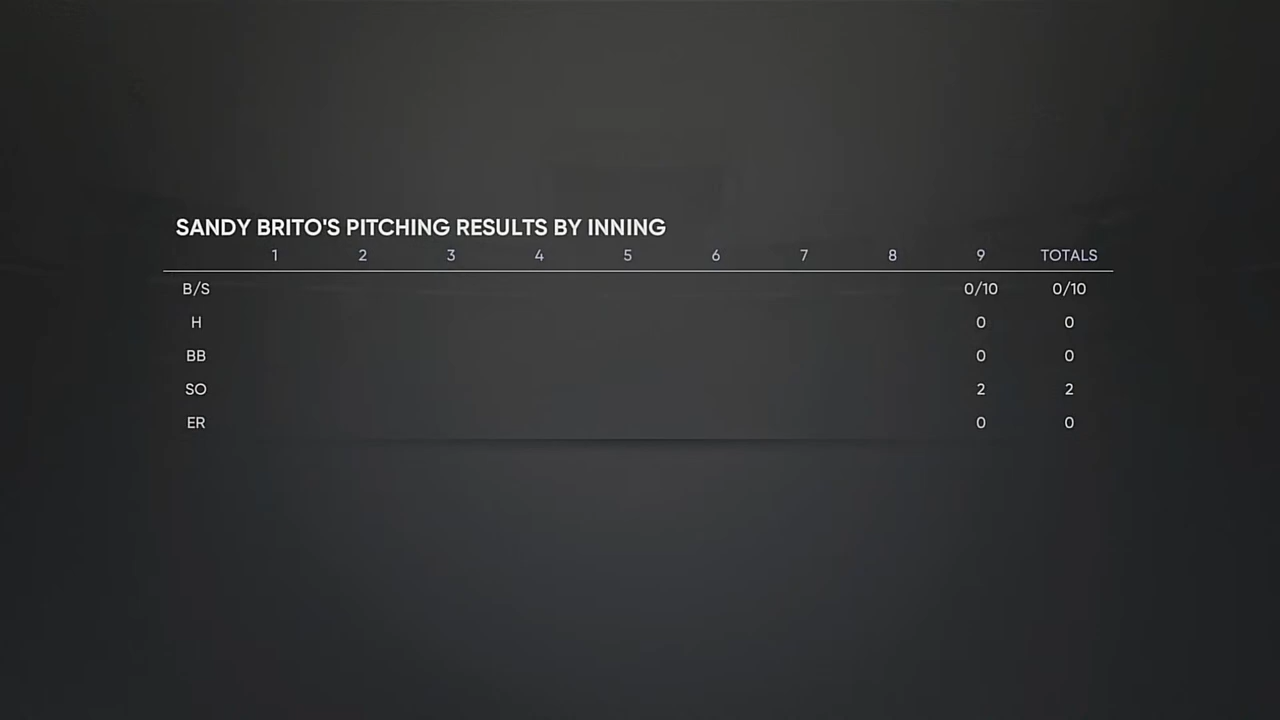 SANDY BRITO'S PITCHING RESULTS BY INNING
1 2 3 4 5 6 7 8 9 TOTALS
B/S 0/10 0/10
H 0 0
BB 0 0
SO 2 2
ER 0 0